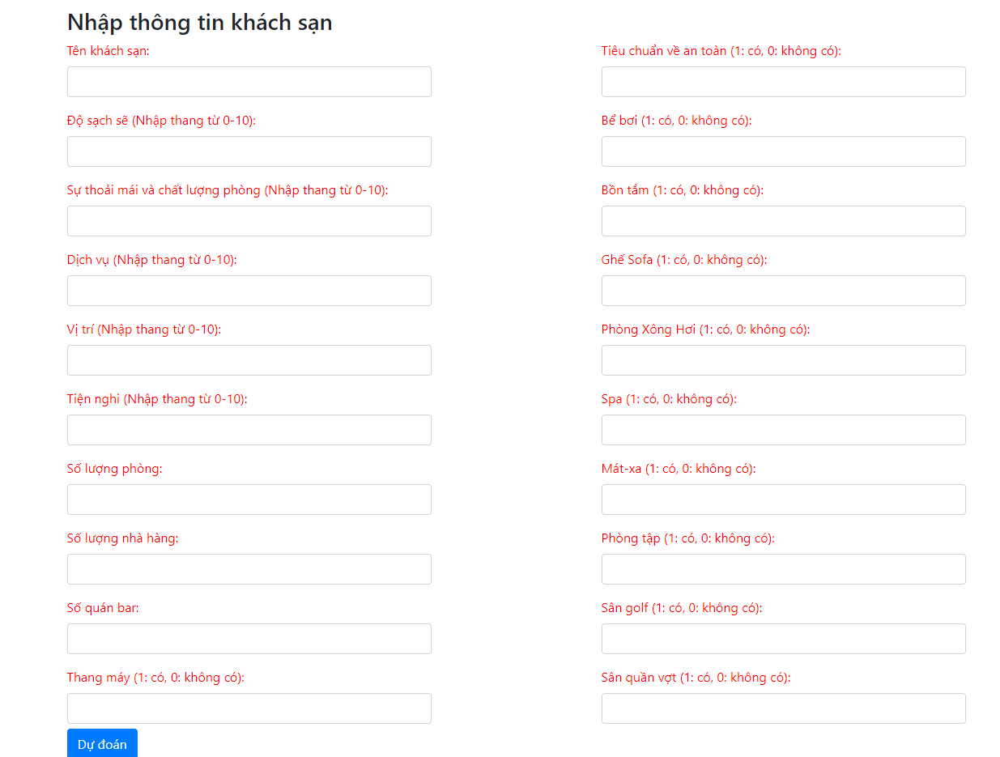 Nhập thông tin khách sạn
Tên khách sạn:
Độ sạch sẽ (Nhập thang từ 0-10):
Sự thoải mái và chất lượng phòng (Nhập thang từ 0-10):
Dịch vụ (Nhập thang từ 0-10):
Vị trí (Nhập thang từ 0-10):
Tiện nghi (Nhập thang từ 0-10):
Số lượng phòng:
Số lượng nhà hàng:
Số quán bar:
Thang máy (1: có, 0: không có):
Tiêu chuẩn về an toàn (1: có, 0: không có):
Bể bơi (1: có, 0: không có):
Bồn tắm (1: có, 0: không có):
Ghế Sofa (1: có, 0: không có):
Phòng Xông Hơi (1: có, 0: không có):
Spa (1: có, 0: không có):
Mát-xa (1: có, 0: không có):
Phòng tập (1: có, 0: không có):
Sân golf (1: có, 0: không có):
Sân quần vợt (1: có, 0: không có):
Dự đoán